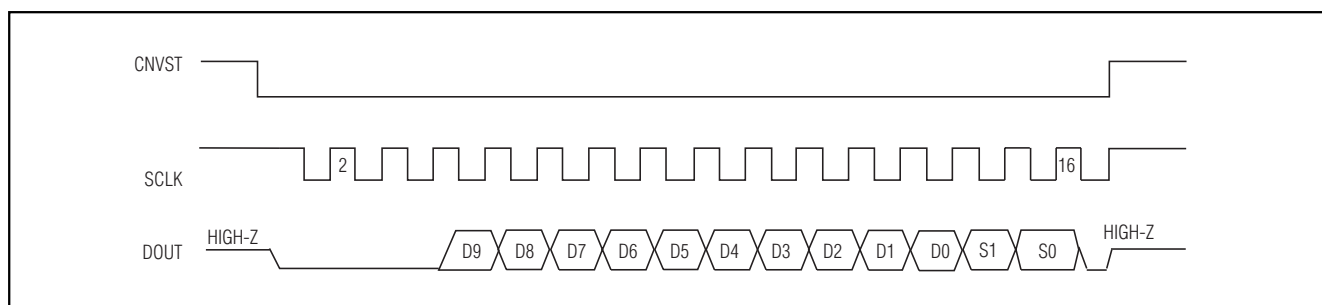 CNVST
SCLK
2
16
DOUT
HIGH-Z
D9
D8
D7
D6
D5
D4
D3
D2
D1
D0
S1
S0
HIGH-Z